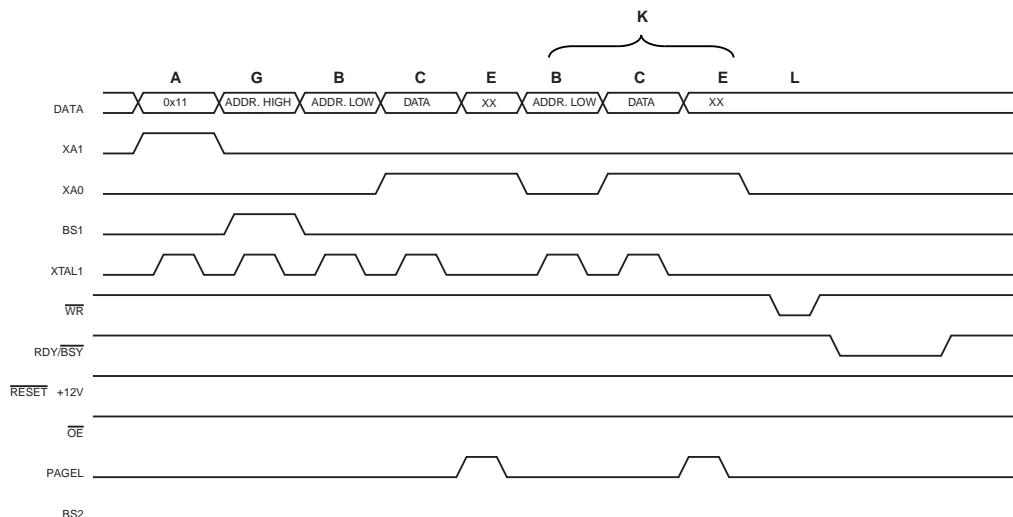 K
A G B C E B C E L
DATA 0x11 ADDR. HIGH ADDR. LOW DATA XX ADDR. LOW DATA XX
XA1
XA0
BS1
XTAL1
WR
RDY/BSY
RESET +12V
OE
PAGEL
BS2